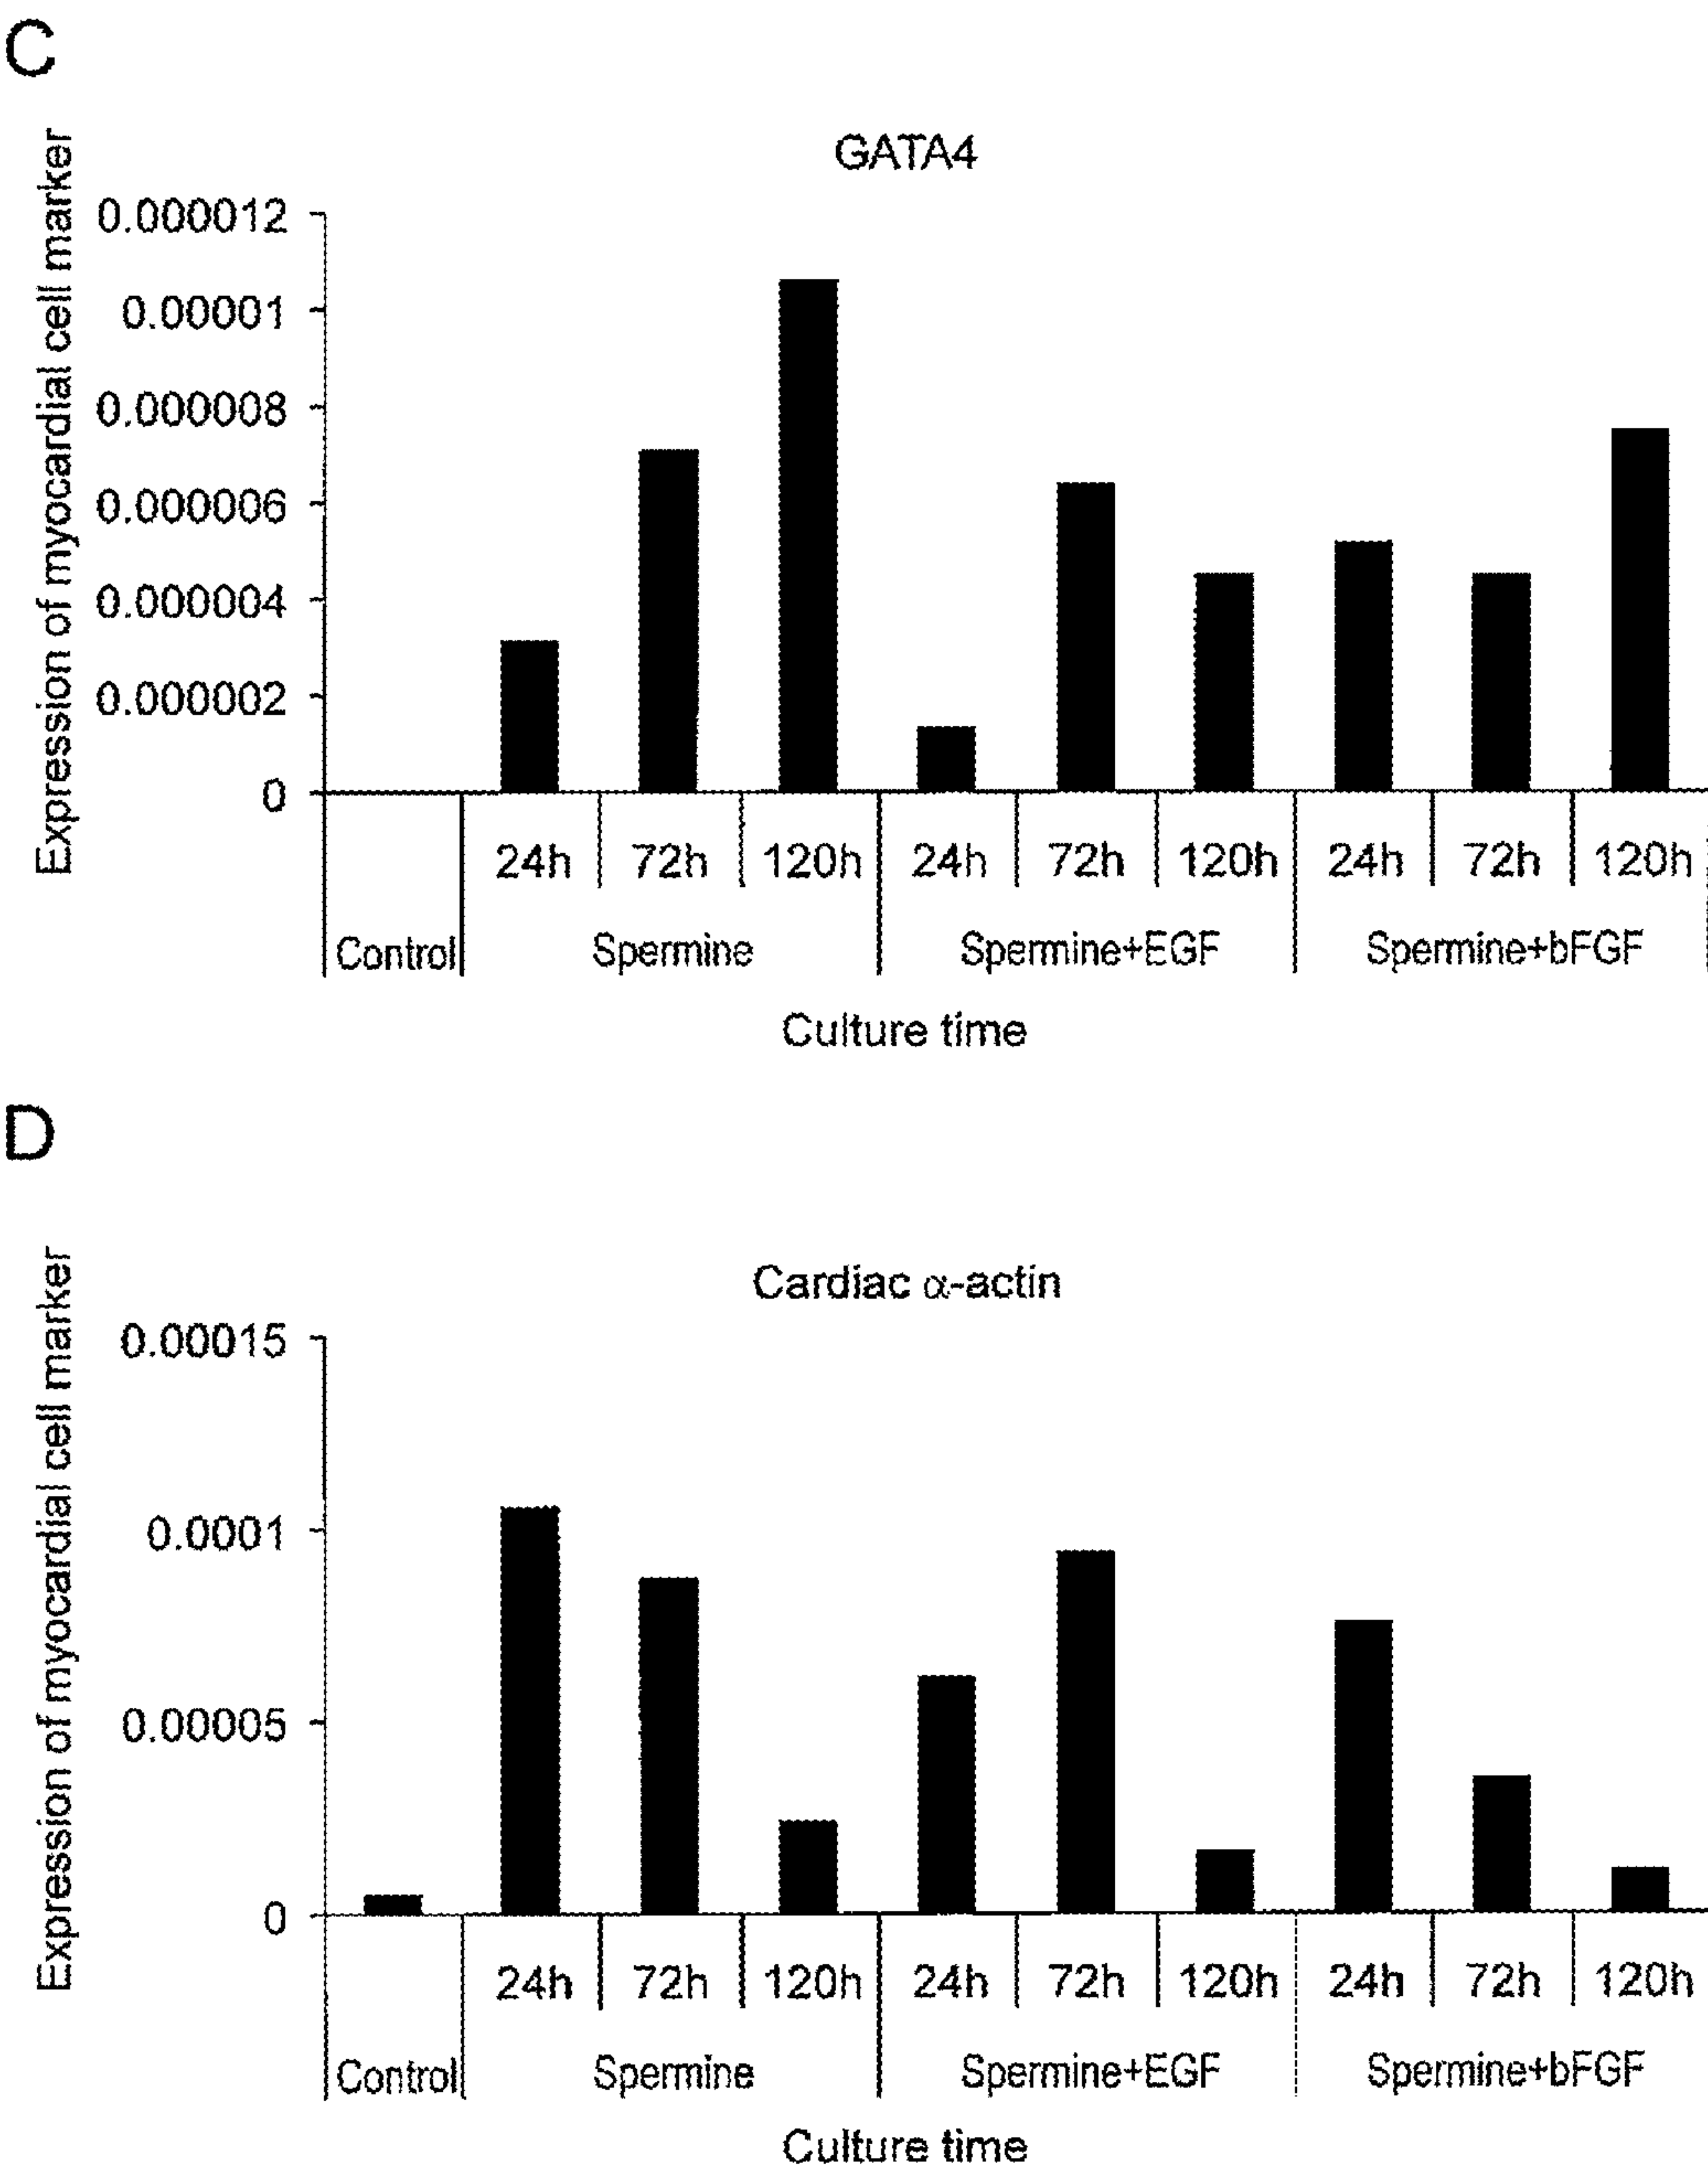 C
GATA4
Expression of myocardial cell marker
0.000012
0.00001
0.000008
0.000006
0.000004
0.000002
0
24h 72h 120h 24h 72h 120h 24h 72h 120h
Control Spermine Spermine+EGF Spermine+bFGF
Culture time
D
Cardiac α-actin
Expression of myocardial cell marker
0.00015
0.0001
0.00005
0
24h 72h 120h 24h 72h 120h 24h 72h 120h
Control Spermine Spermine+EGF Spermine+bFGF
Culture time